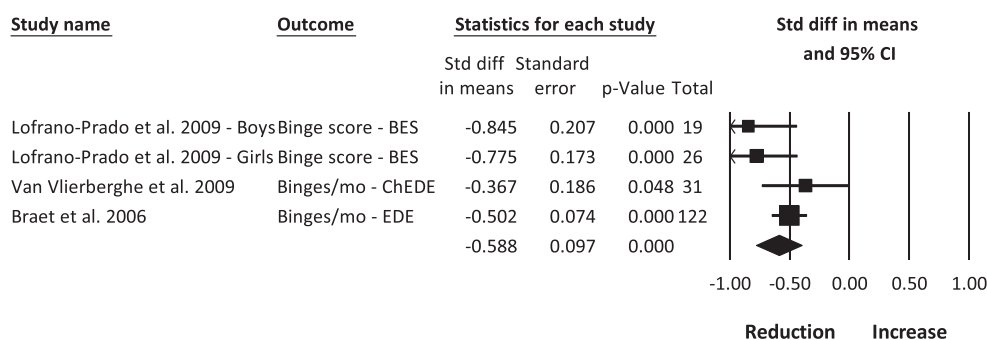 Study name Outcome Statistics for each study Std diff in means
and 95% CI
Std diff Standard
in means error p-Value Total
Lofrano-Prado et al. 2009 - Boys Binge score - BES -0.845 0.207 0.000 19
Lofrano-Prado et al. 2009 - Girls Binge score - BES -0.775 0.173 0.000 26
Van Vlierberghe et al. 2009 Binges/mo - ChEDE -0.367 0.186 0.048 31
Braet et al. 2006 Binges/mo - EDE -0.502 0.074 0.000 122
-0.588 0.097 0.000
-1.00 -0.50 0.00 0.50 1.00
Reduction Increase